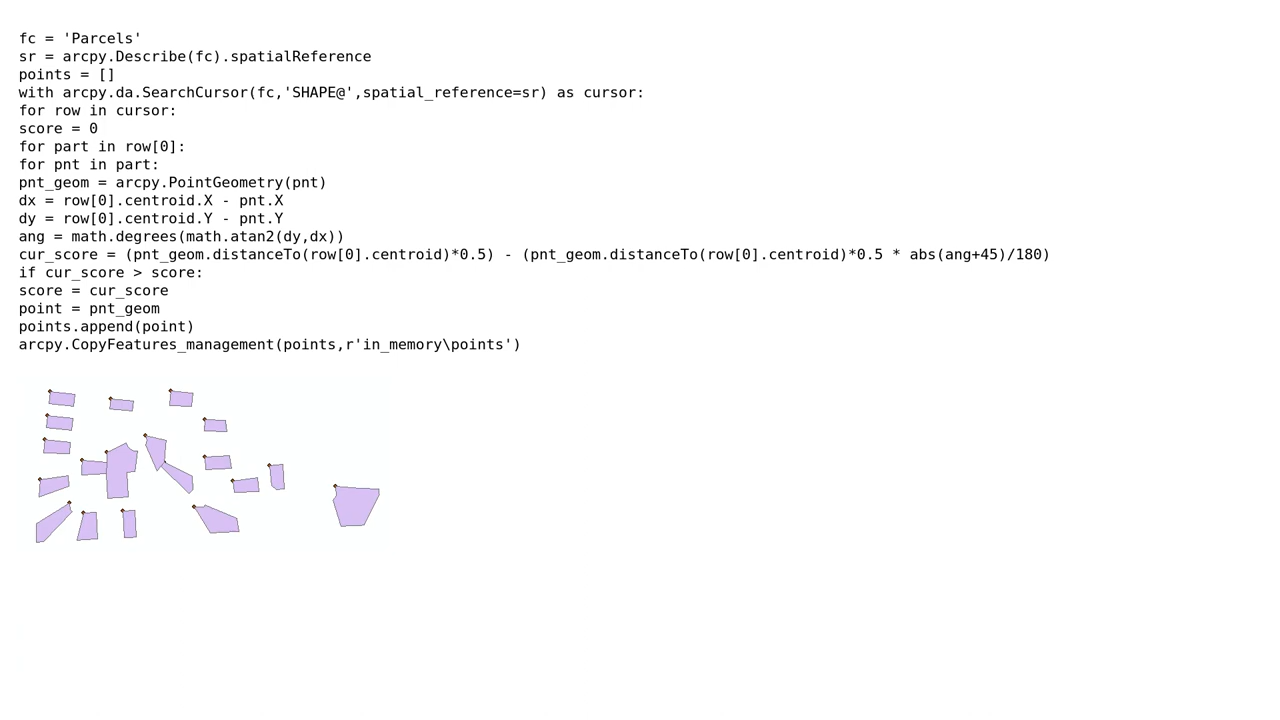 fc = 'Parcels'
sr = arcpy.Describe(fc).spatialReference
points = []
with arcpy.da.SearchCursor(fc,'SHAPE@',spatial_reference=sr) as cursor:
for row in cursor:
score = 0
for part in row[0]:
for pnt in part:
pnt_geom = arcpy.PointGeometry(pnt)
dx = row[0].centroid.X - pnt.X
dy = row[0].centroid.Y - pnt.Y
ang = math.degrees(math.atan2(dy,dx))
cur_score = (pnt_geom.distanceTo(row[0].centroid)*0.5) - (pnt_geom.distanceTo(row[0].centroid)*0.5 * abs(ang+45)/180)
if cur_score > score:
score = cur_score
point = pnt_geom
points.append(point)
arcpy.CopyFeatures_management(points,r'in_memory\points')